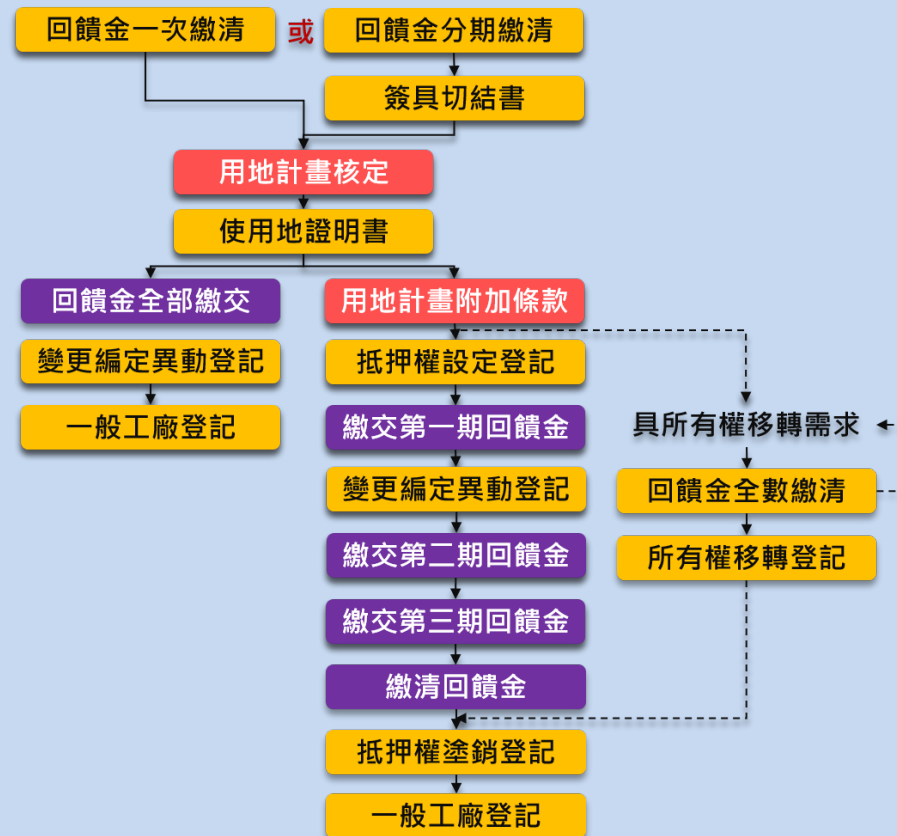 回饋金一次繳清
或
回饋金分期繳清
簽具切結書
用地計畫核定
使用地證明書
回饋金全部繳交
用地計畫附加條款
變更編定異動登記
抵押權設定登記
一般工廠登記
繳交第一期回饋金
具所有權移轉需求
變更編定異動登記
回饋金全數繳清
繳交第二期回饋金
所有權移轉登記
繳交第三期回饋金
繳清回饋金
抵押權塗銷登記
一般工廠登記